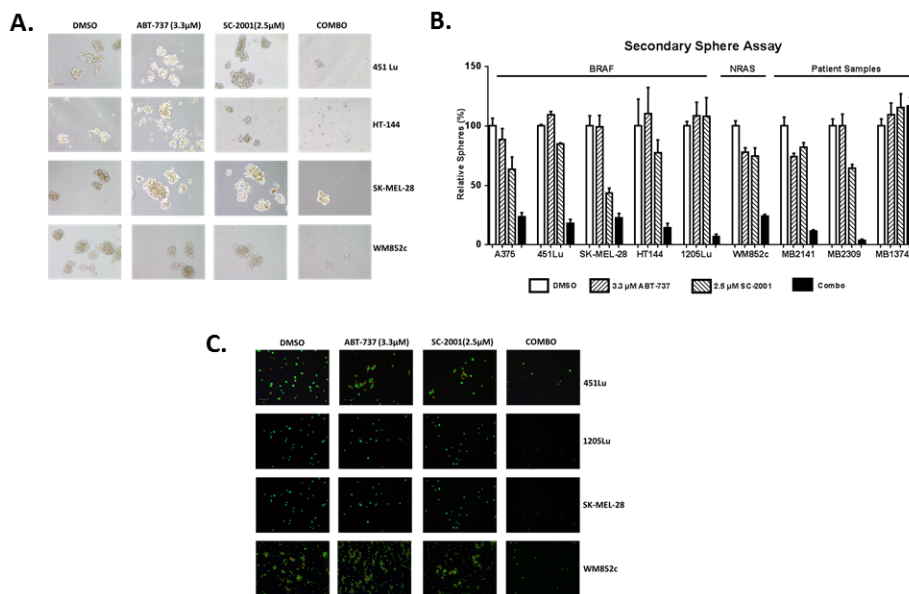 A.
DMSO
ABT-737 (3.3µM)
SC-2001(2.5µM)
COMBO
451 Lu
HT-144
SK-MEL-28
WM852c
B.
Secondary Sphere Assay
BRAF
NRAS
Patient Samples
Relative Spheres (%)
150
100
50
0
A375
451Lu
SK-MEL-28
HT144
1205Lu
WM852c
MB2141
MB2309
MB1374
DMSO
3.3 µM ABT-737
2.5 µM SC-2001
Combo
C.
DMSO
ABT-737 (3.3µM)
SC-2001(2.5µM)
COMBO
451Lu
1205Lu
SK-MEL-28
WM852c